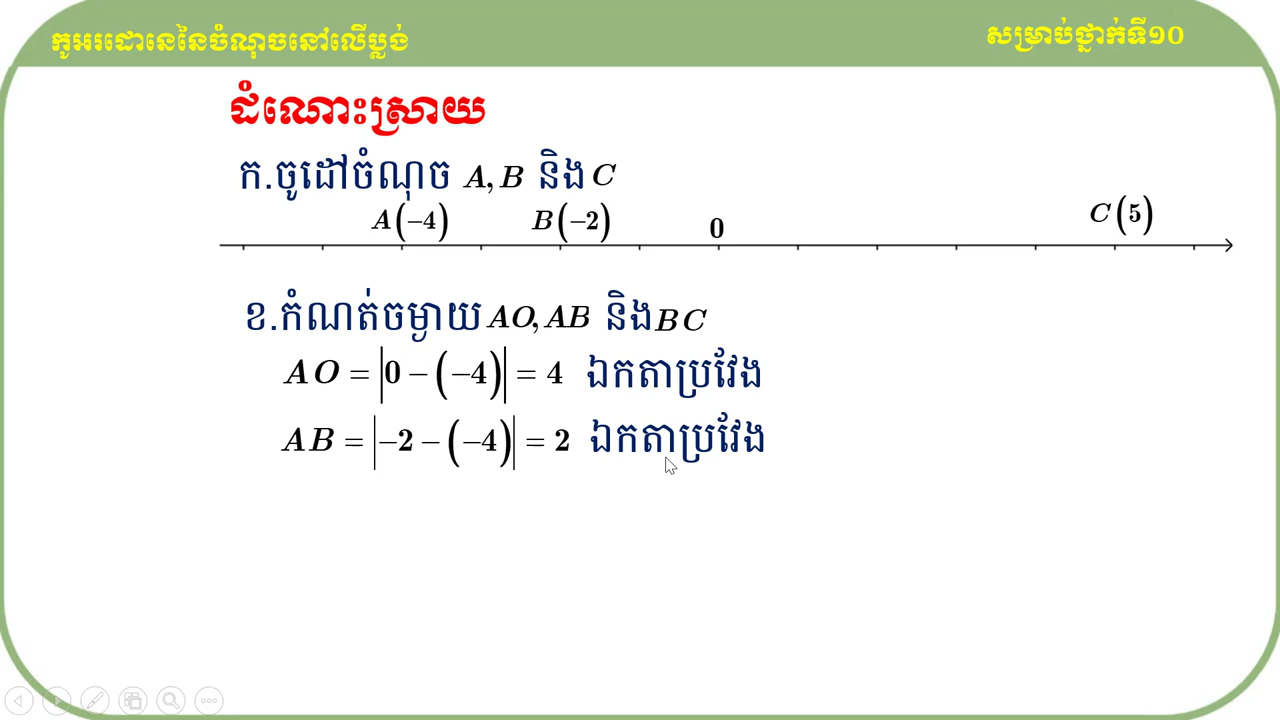 កូអរដោនេនៃចំណុចនៅលើប្លង់
សម្រាប់ថ្នាក់ទី១០
ដំណោះស្រាយ
ក.ចូដៅចំណុច A, B និង C
A(−4) B(−2) 0 C(5)
ខ.កំណត់ចម្ងាយ AO, AB និង BC
AO = |0 − (−4)| = 4 ឯកតាប្រវែង
AB = |−2 − (−4)| = 2 ឯកតាប្រវែង